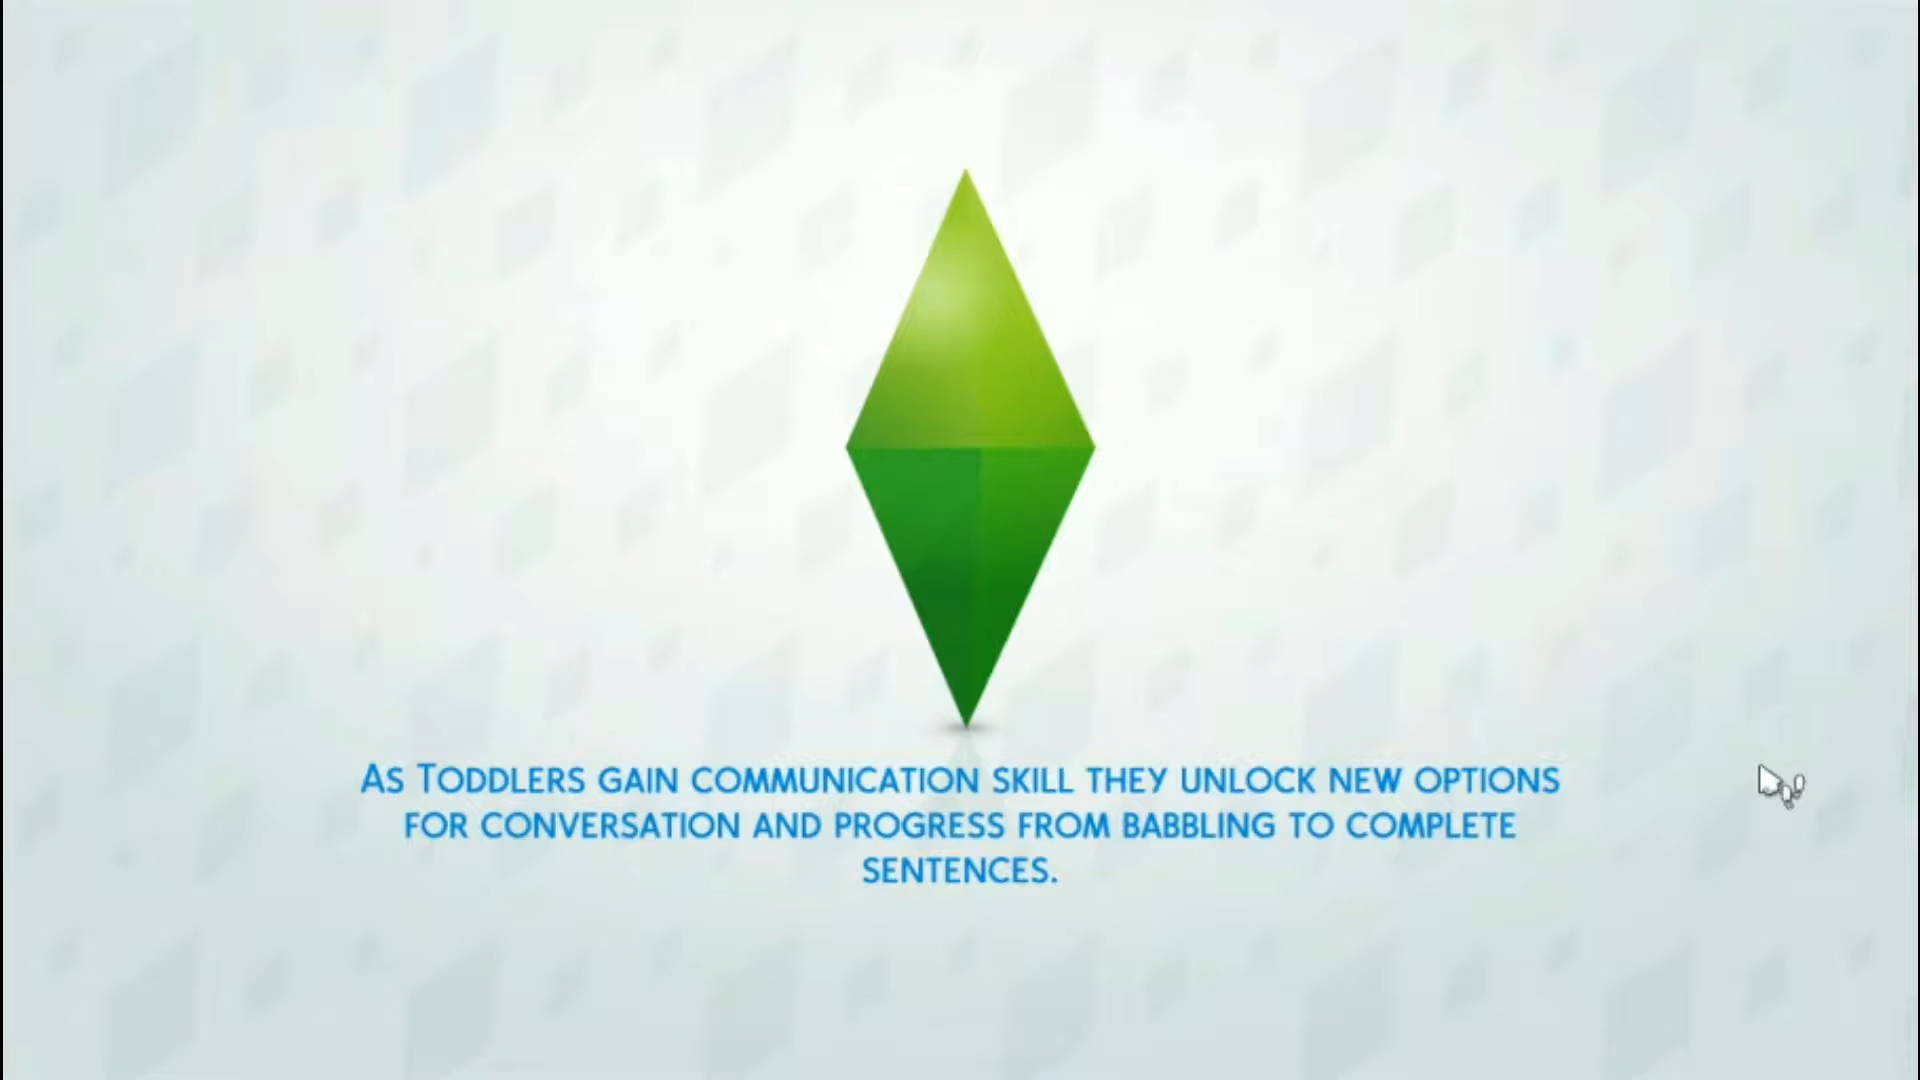 As Toddlers gain communication skill they unlock new options
for conversation and progress from babbling to complete
sentences.